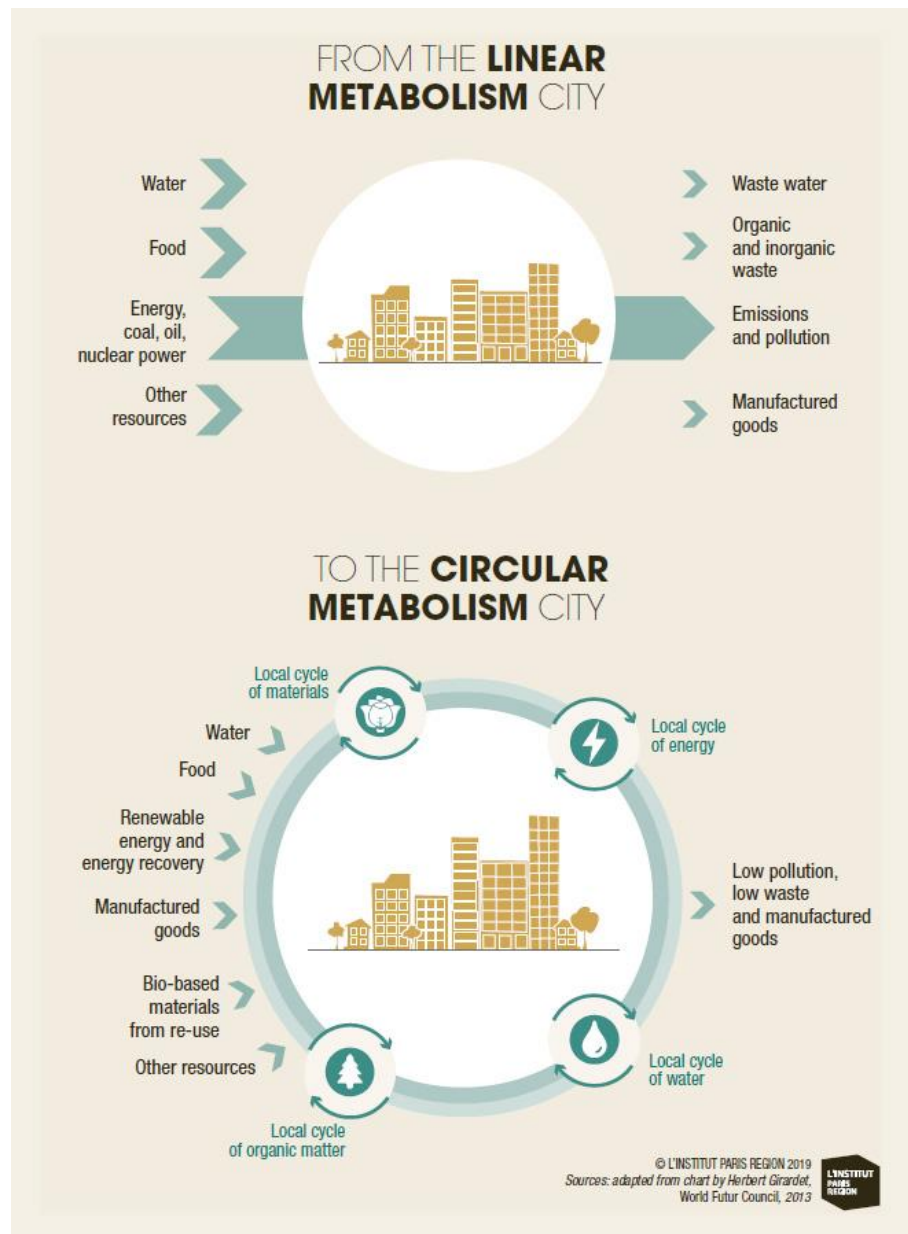 FROM THE LINEAR
METABOLISM CITY
Water
Food
Energy,
coal, oil,
nuclear power
Other
resources
Waste water
Organic
and inorganic
waste
Emissions
and pollution
Manufactured
goods
TO THE CIRCULAR
METABOLISM CITY
Local cycle
of materials
Local cycle
of energy
Water
Food
Renewable
energy and
energy recovery
Manufactured
goods
Bio-based
materials
from re-use
Other resources
Low pollution,
low waste
and manufactured
goods
Local cycle
of water
Local cycle
of organic matter
© L'INSTITUT PARIS REGION 2019
Sources: adapted from chart by Herbert Girardet,
World Futur Council, 2013
L'INSTITUT
PARIS
REGION